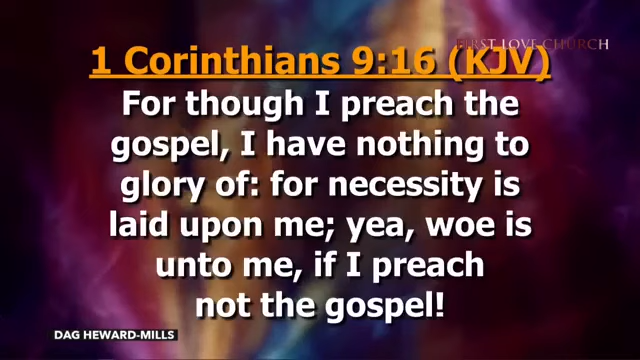 FIRST LOVE CHURCH
1 Corinthians 9:16 (KJV)
For though I preach the
gospel, I have nothing to
glory of: for necessity is
laid upon me; yea, woe is
unto me, if I preach
not the gospel!
DAG HEWARD-MILLS